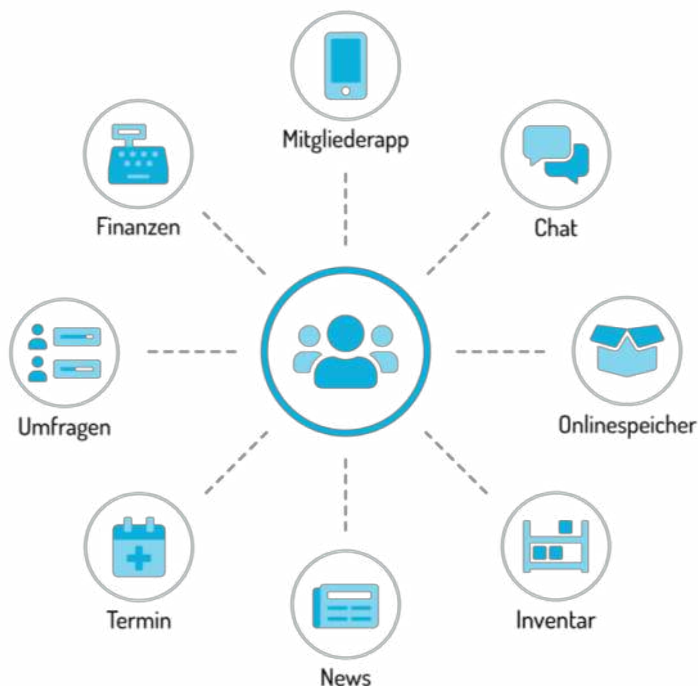 Mitgliederapp
Finanzen
Chat
Umfragen
Onlinespeicher
Termin
Inventar
News